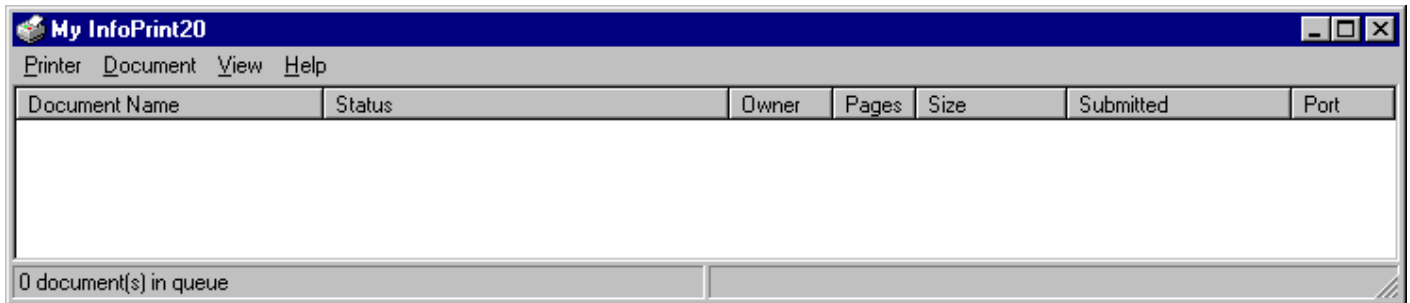 My InfoPrint20
Printer Document View Help
Document Name Status Owner Pages Size Submitted Port
0 document(s) in queue